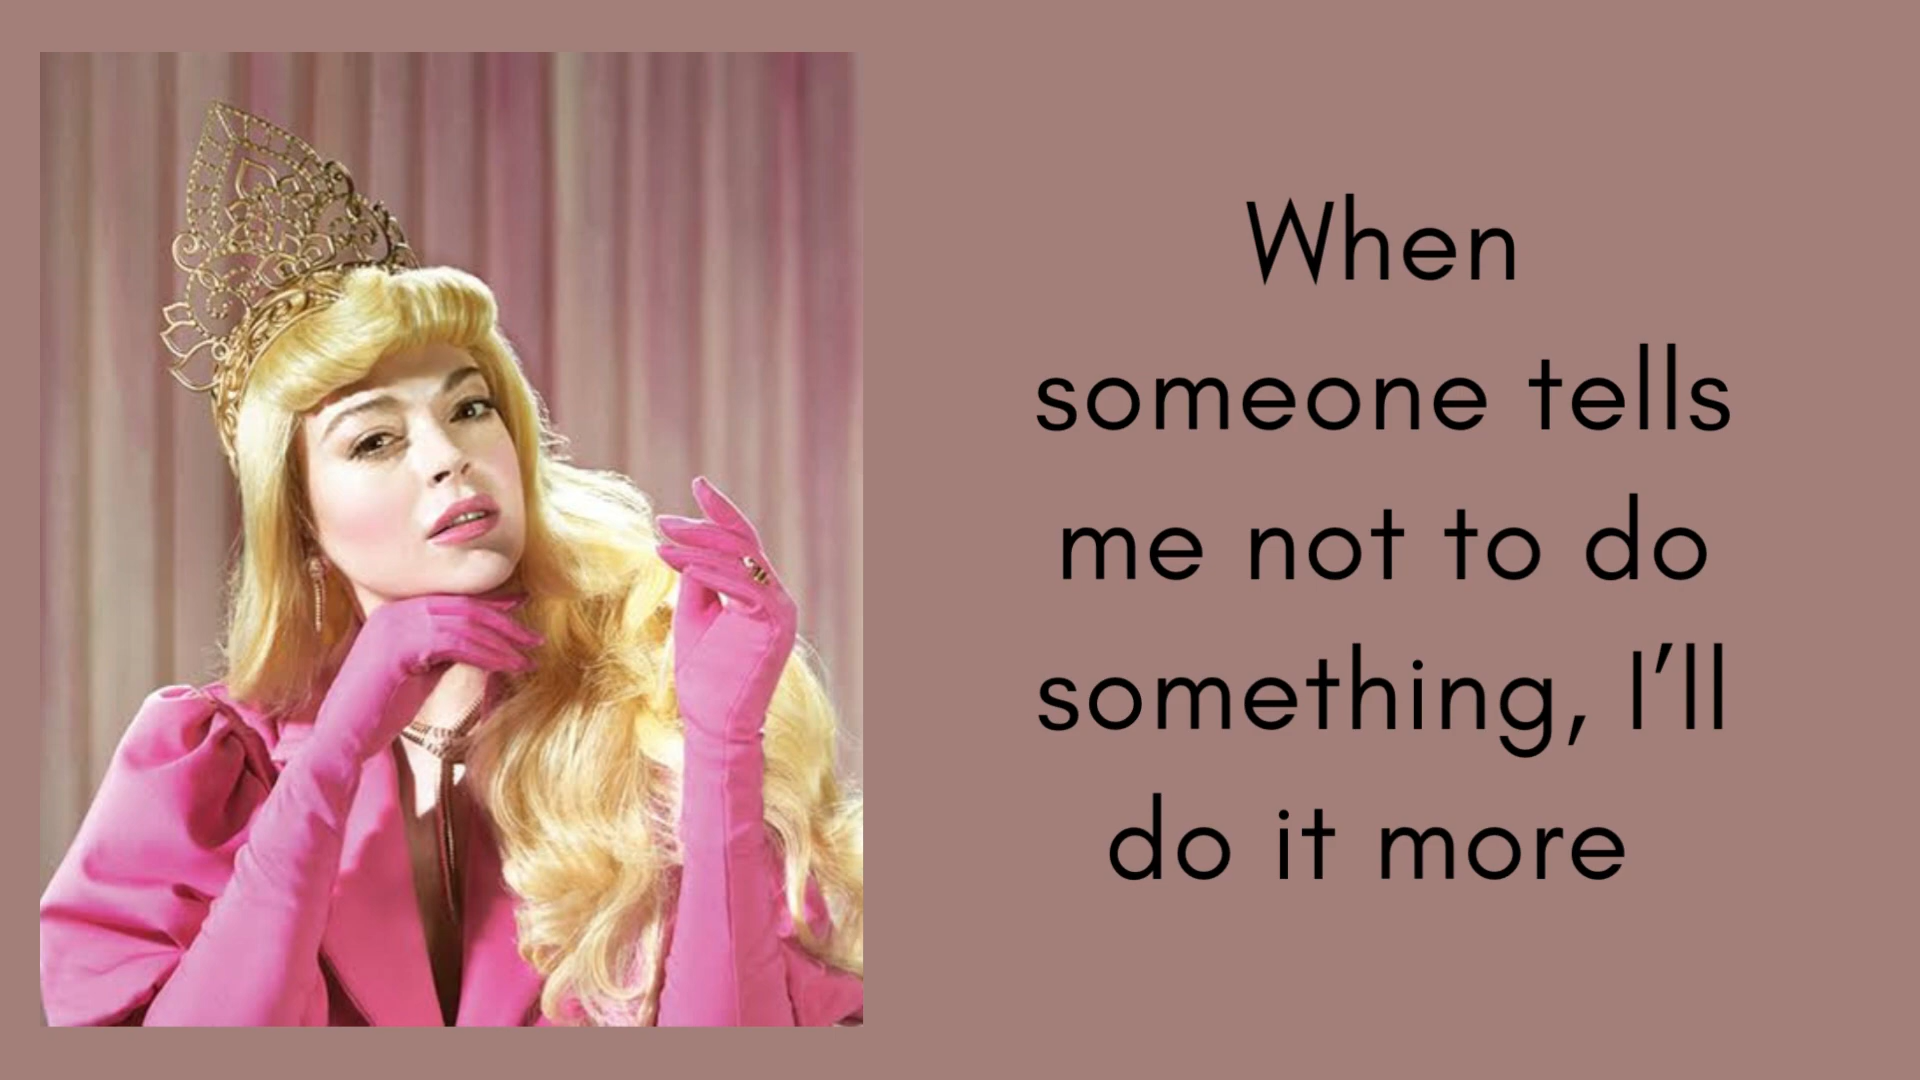 When
someone tells
me not to do
something, I'll
do it more